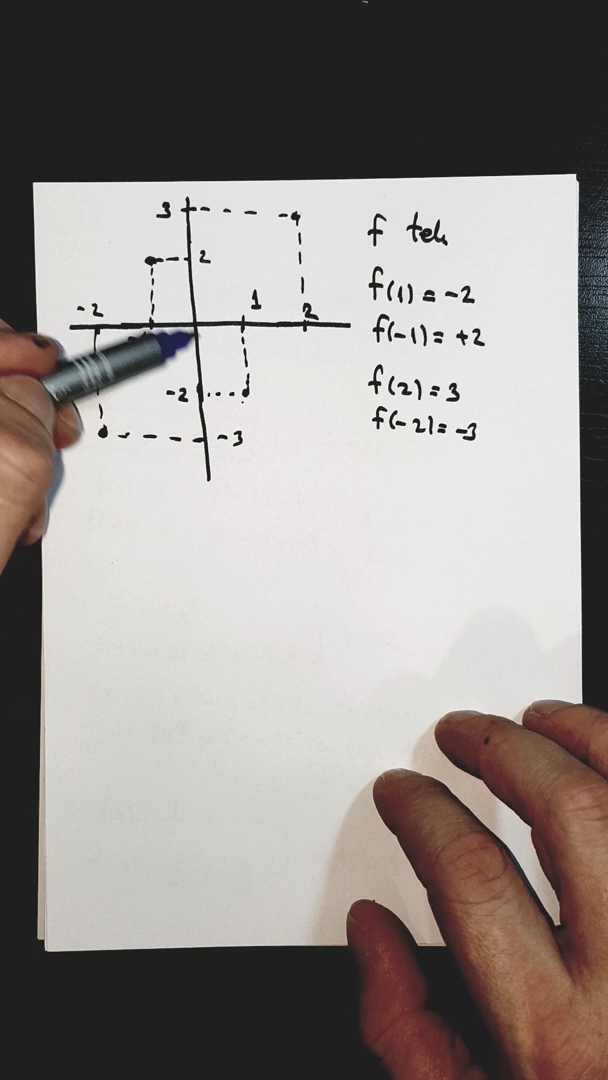 3
2
-2
1
2
-2
-3
f tek
f(1) = -2
f(-1) = +2
f(2) = 3
f(-2) = -3